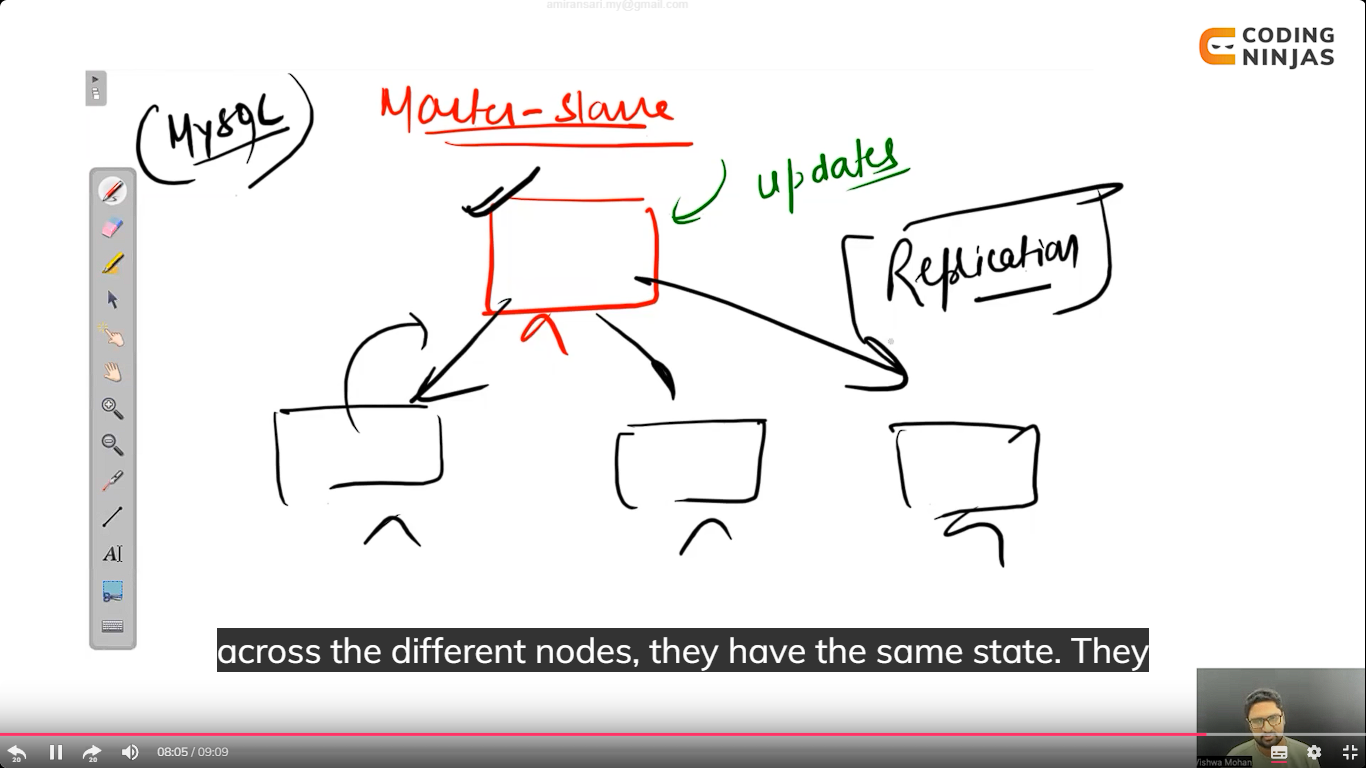 amiransari.my@gmail.com
CODING
NINJAS
(MySQL)
Master-slave
updates
Replication
AI
across the different nodes, they have the same state. They
20
20
08:05 / 09:09
Vishwa Mohan